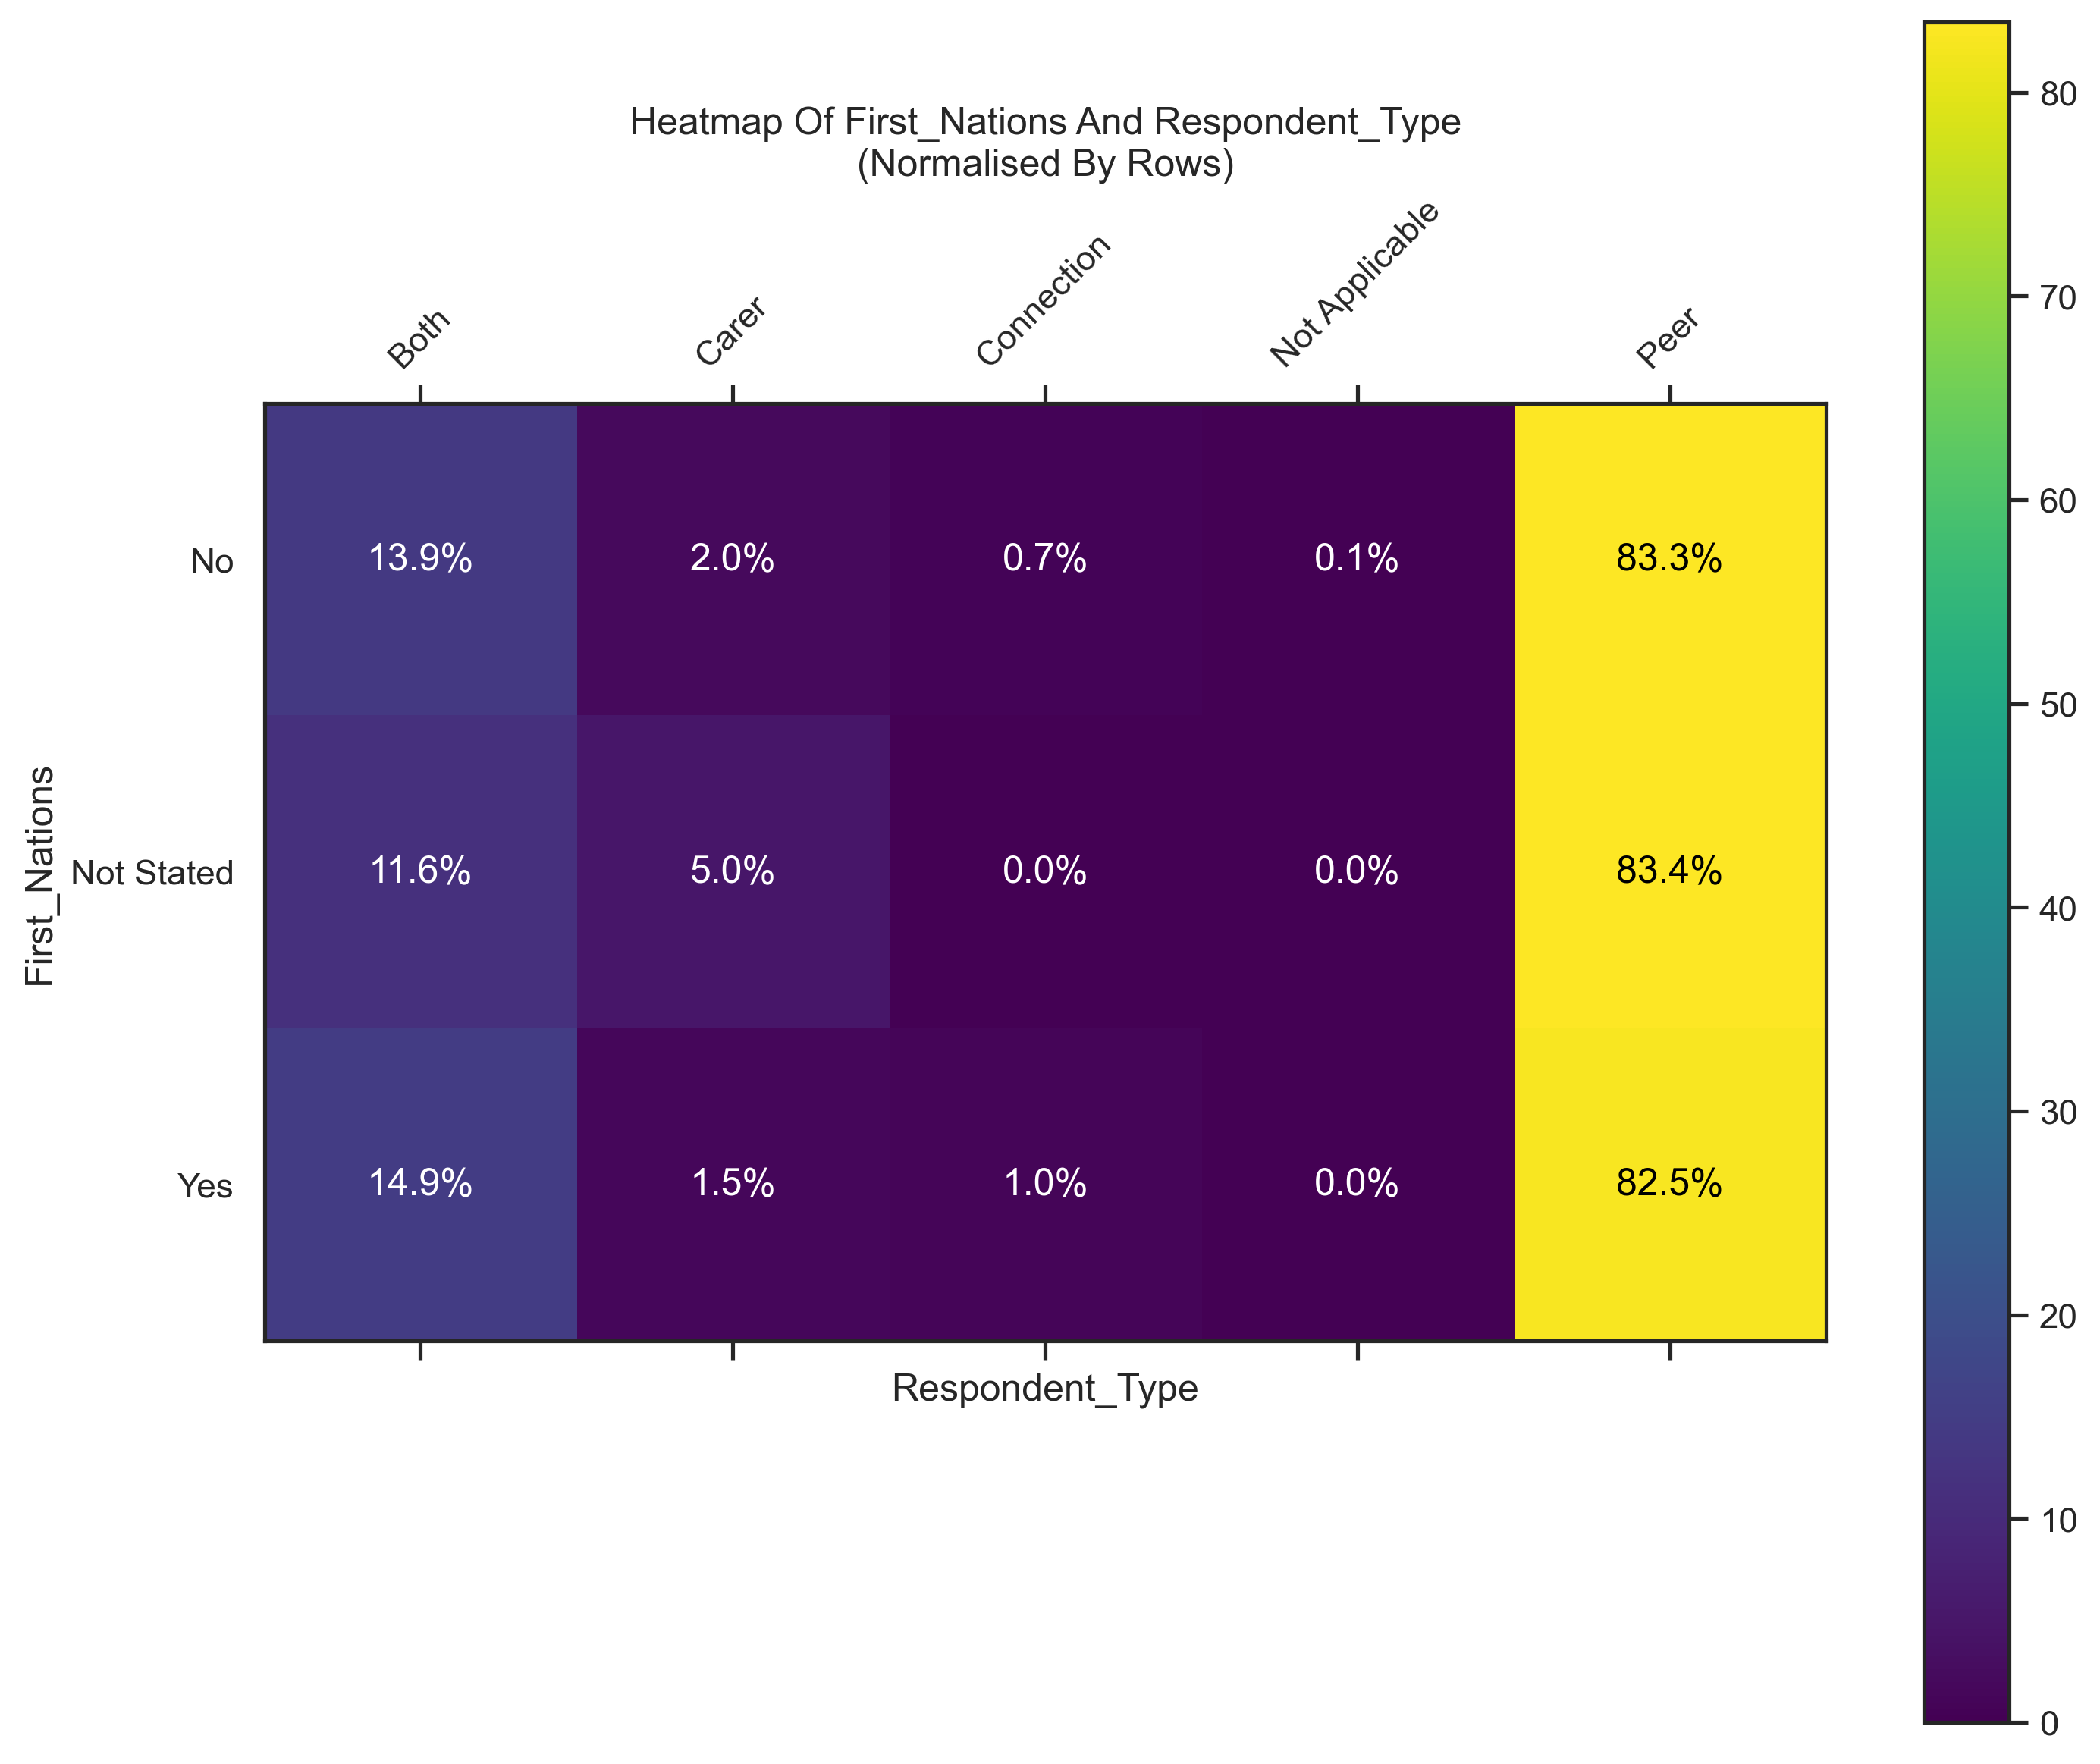 Heatmap Of First_Nations And Respondent_Type
(Normalised By Rows)
Both
Carer
Connection
Not Applicable
Peer
First_Nations
No
13.9%
2.0%
0.7%
0.1%
83.3%
Not Stated
11.6%
5.0%
0.0%
0.0%
83.4%
Yes
14.9%
1.5%
1.0%
0.0%
82.5%
Respondent_Type
80
70
60
50
40
30
20
10
0